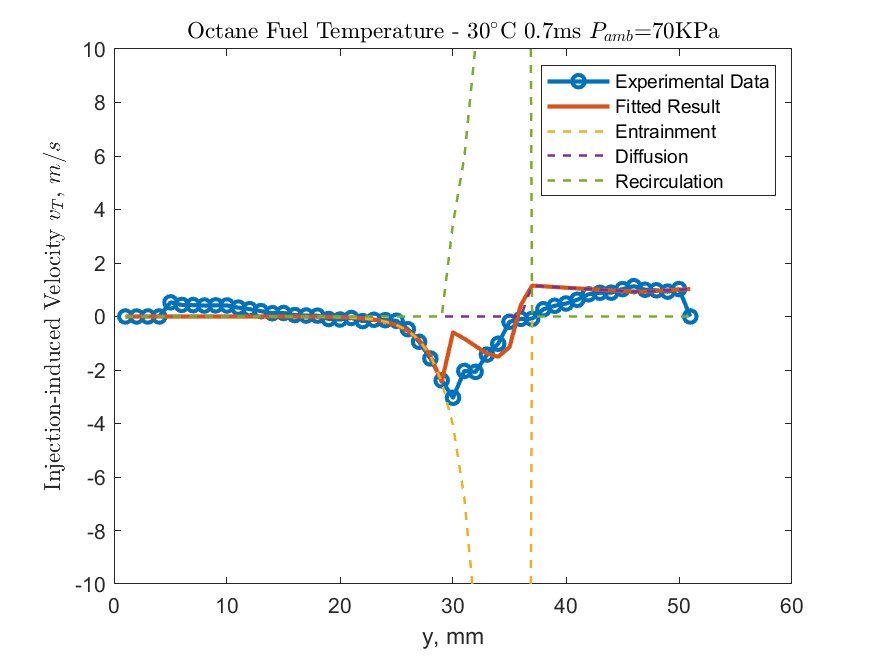 Octane Fuel Temperature - 30°C 0.7ms P_amb=70KPa
Experimental Data
Fitted Result
Entrainment
Diffusion
Recirculation
Injection-induced Velocity v_T, m/s
10
8
6
4
2
0
-2
-4
-6
-8
-10
0 10 20 30 40 50 60
y, mm